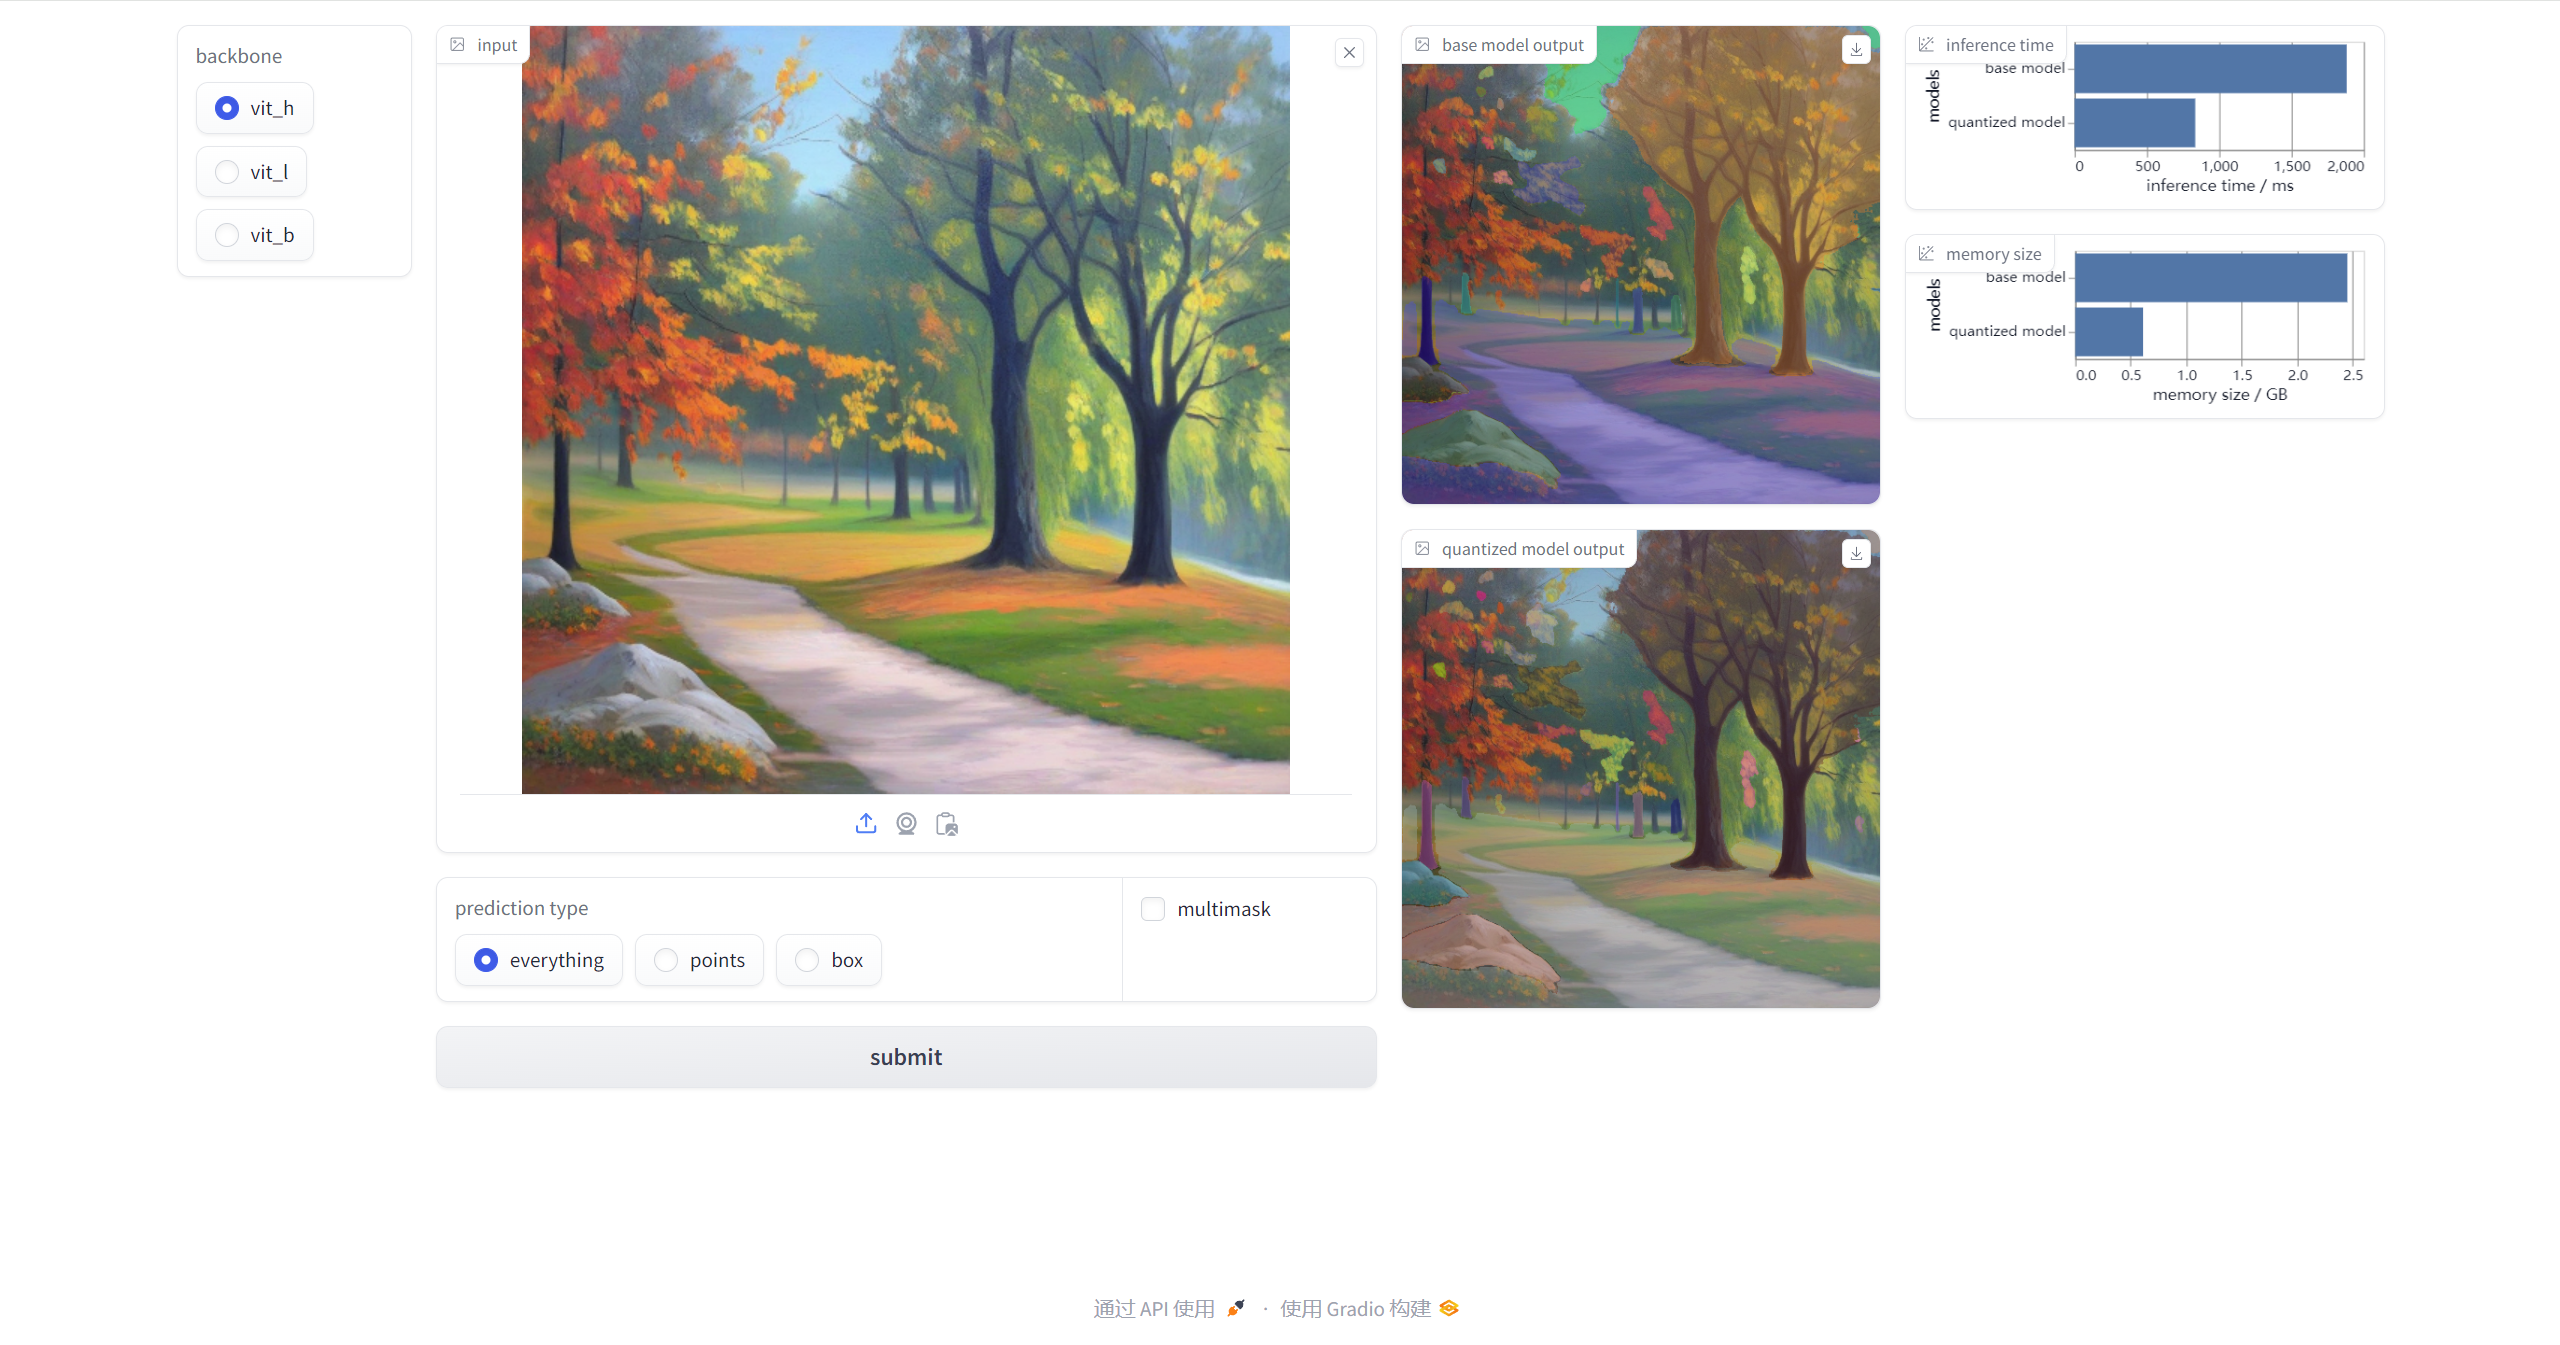 backbone
vit_h
vit_l
vit_b
input
prediction type
everything
points
box
multimask
submit
base model output
quantized model output
inference time
models
base model
quantized model
0 500 1,000 1,500 2,000
inference time / ms
memory size
models
base model
quantized model
0.0 0.5 1.0 1.5 2.0 2.5
memory size / GB
通过 API 使用 · 使用 Gradio 构建